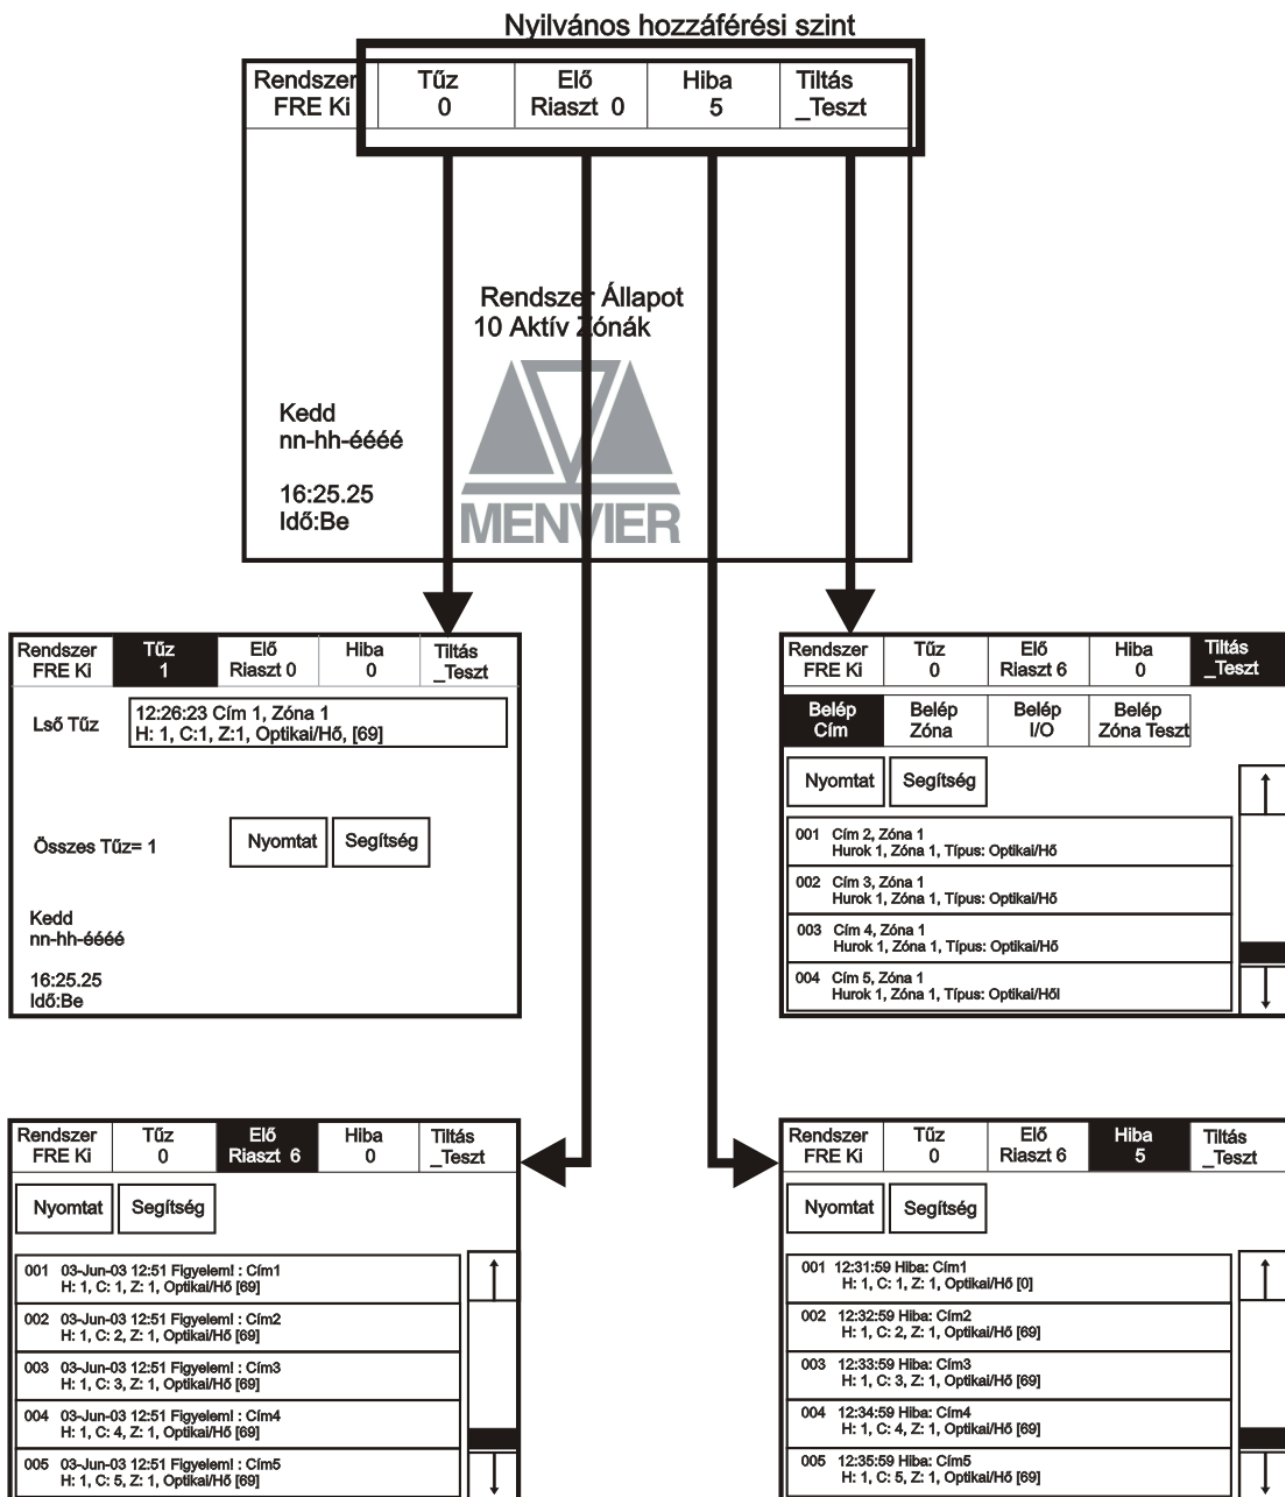 Nyilvános hozzáférési szint
Rendszer Tűz Elő Hiba Tiltás
FRE Ki 0 Riaszt 0 5 _Teszt
Rendszer Állapot
10 Aktív Zónák
Kedd
nn-hh-éééé
16:25.25
Idő:Be
MENVIER
Rendszer Tűz Elő Hiba Tiltás
FRE Ki 1 Riaszt 0 0 _Teszt
Lső Tűz
12:26:23 Cím 1, Zóna 1
H: 1, C:1, Z:1, Optikai/Hő, [69]
Összes Tűz= 1
Nyomtat Segítség
Kedd
nn-hh-éééé
16:25.25
Idő:Be
Rendszer Tűz Elő Hiba Tiltás
FRE Ki 0 Riaszt 6 0 _Teszt
Belép Belép Belép Belép
Cím Zóna I/O Zóna Teszt
Nyomtat Segítség
001 Cím 2, Zóna 1
Hurok 1, Zóna 1, Típus: Optikai/Hő
002 Cím 3, Zóna 1
Hurok 1, Zóna 1, Típus: Optikai/Hő
003 Cím 4, Zóna 1
Hurok 1, Zóna 1, Típus: Optikai/Hő
004 Cím 5, Zóna 1
Hurok 1, Zóna 1, Típus: Optikai/Hől
Rendszer Tűz Elő Hiba Tiltás
FRE Ki 0 Riaszt 6 0 _Teszt
Nyomtat Segítség
001 03-Jun-03 12:51 Figyelem! : Cím1
H: 1, C: 1, Z: 1, Optikai/Hő [69]
002 03-Jun-03 12:51 Figyelem! : Cím2
H: 1, C: 2, Z: 1, Optikai/Hő [69]
003 03-Jun-03 12:51 Figyelem! : Cím3
H: 1, C: 3, Z: 1, Optikai/Hő [69]
004 03-Jun-03 12:51 Figyelem! : Cím4
H: 1, C: 4, Z: 1, Optikai/Hő [69]
005 03-Jun-03 12:51 Figyelem! : Cím5
H: 1, C: 5, Z: 1, Optikai/Hő [69]
Rendszer Tűz Elő Hiba Tiltás
FRE Ki 0 Riaszt 6 5 _Teszt
Nyomtat Segítség
001 12:31:59 Hiba: Cím1
H: 1, C: 1, Z: 1, Optikai/Hő [0]
002 12:32:59 Hiba: Cím2
H: 1, C: 2, Z: 1, Optikai/Hő [69]
003 12:33:59 Hiba: Cím3
H: 1, C: 3, Z: 1, Optikai/Hő [69]
004 12:34:59 Hiba: Cím4
H: 1, C: 4, Z: 1, Optikai/Hő [69]
005 12:35:59 Hiba: Cím5
H: 1, C: 5, Z: 1, Optikai/Hő [69]